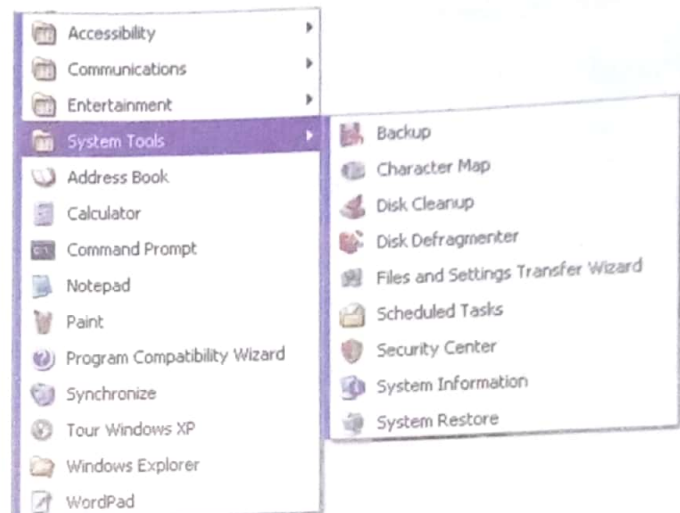 Accessibility
Communications
Entertainment
System Tools
Address Book
Calculator
Command Prompt
Notepad
Paint
Program Compatibility Wizard
Synchronize
Tour Windows XP
Windows Explorer
WordPad
Backup
Character Map
Disk Cleanup
Disk Defragmenter
Files and Settings Transfer Wizard
Scheduled Tasks
Security Center
System Information
System Restore